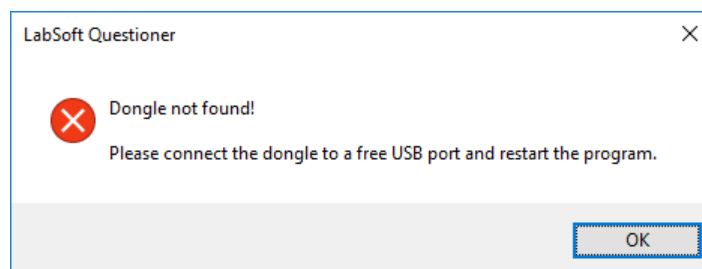 LabSoft Questioner
Dongle not found!
Please connect the dongle to a free USB port and restart the program.
OK